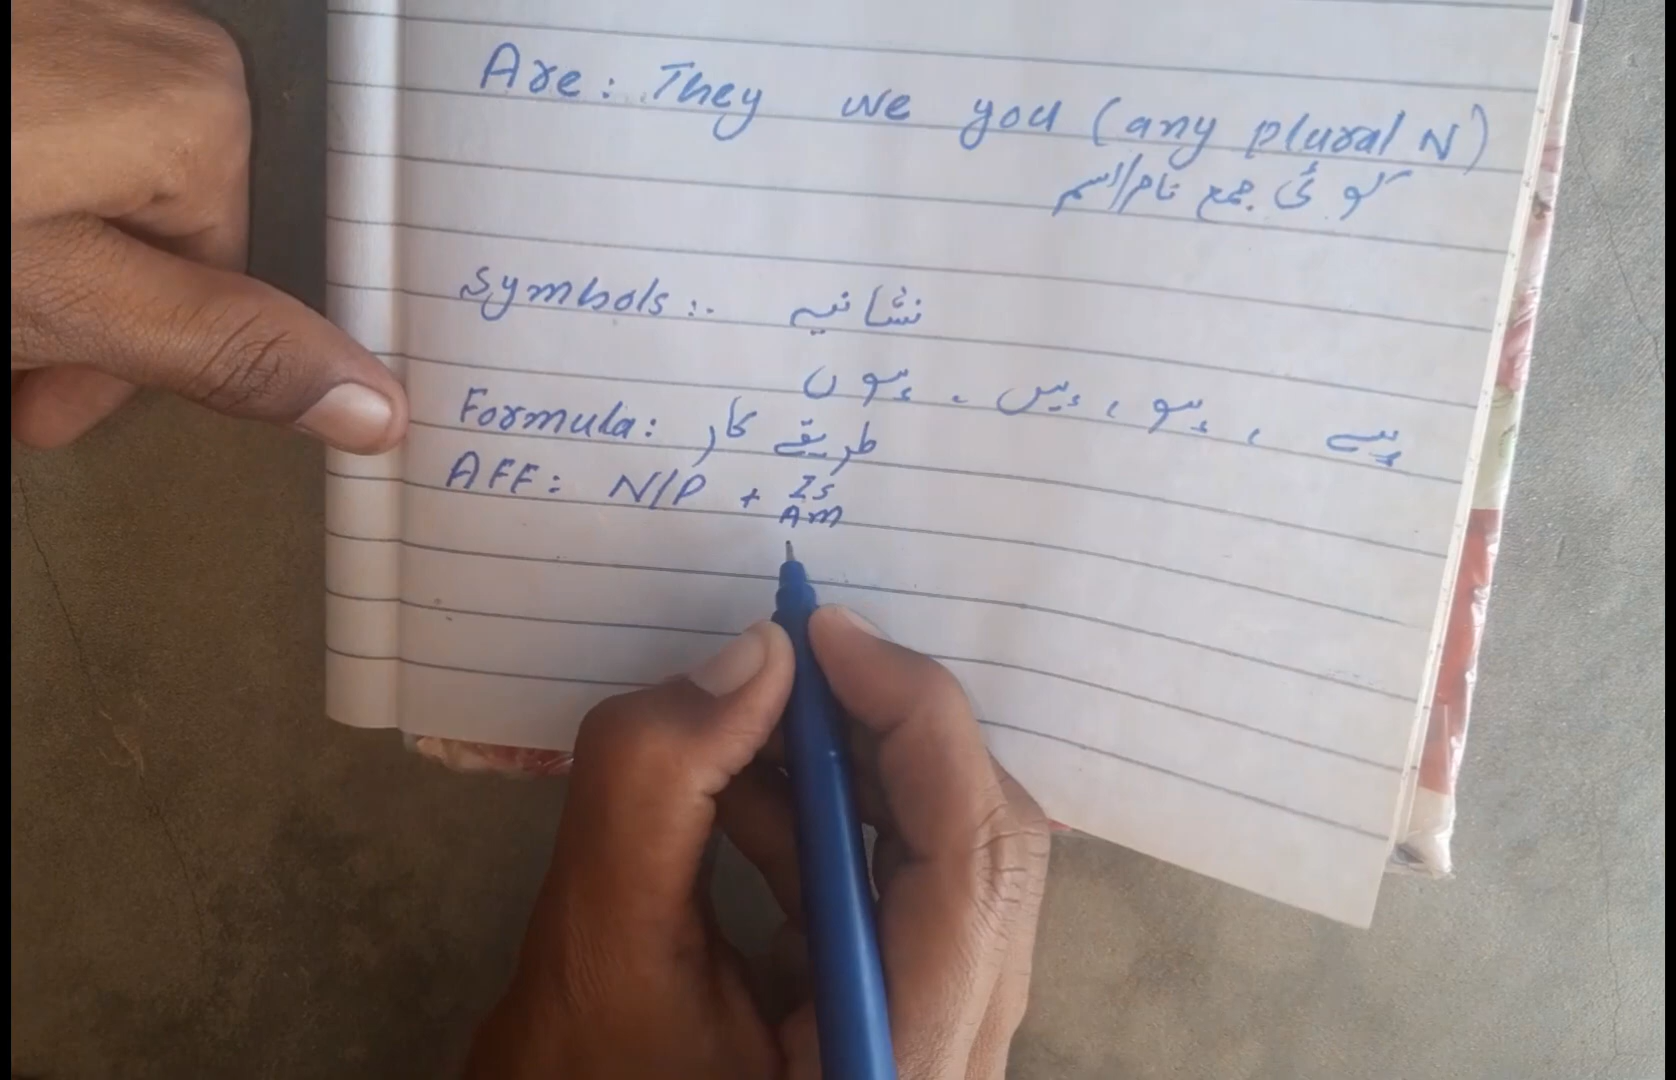 Are: They we you (any plural N)
کوئی جمع نام/اسم
Symbols :- نشانیہ
ہے ، ہو ، ہیں ، ہوں
Formula: طریقے کار
AFF: N/P + Is
Am